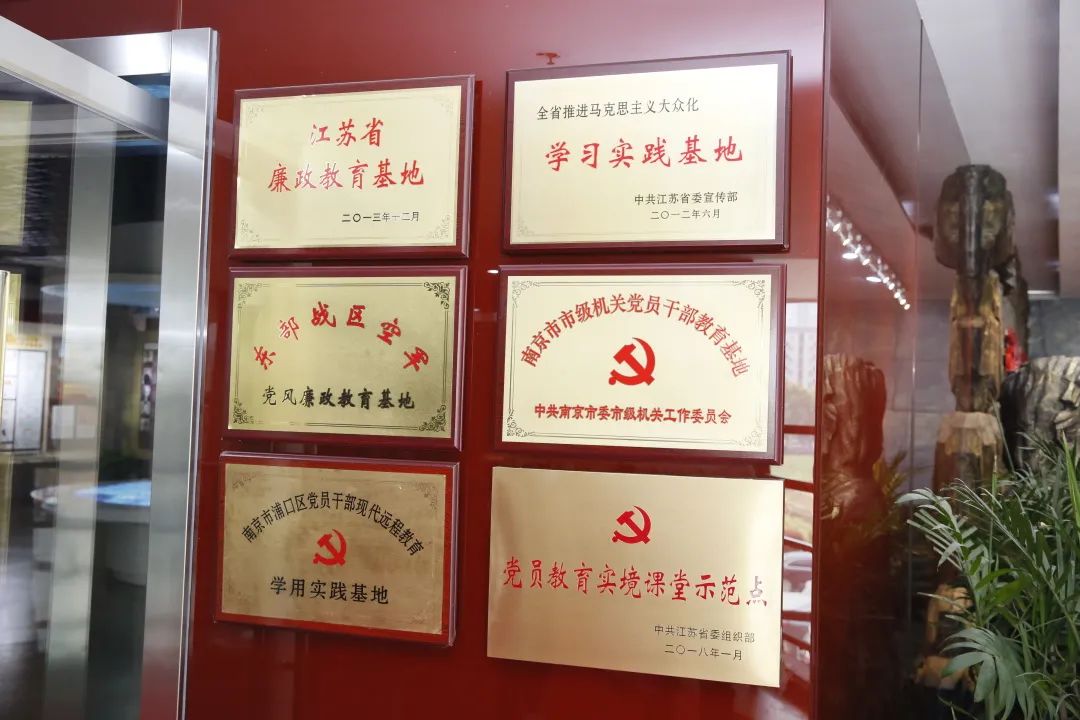 江苏省
廉政教育基地
二〇一三年十二月
全省推进马克思主义大众化
学习实践基地
中共江苏省委宣传部
二〇一二年六月
东部战区空军
党风廉政教育基地
南京市市级机关党员干部教育基地
中共南京市委市级机关工作委员会
南京市浦口区党员干部现代远程教育
学用实践基地
党员教育实境课堂示范点
中共江苏省委组织部
二〇一八年一月